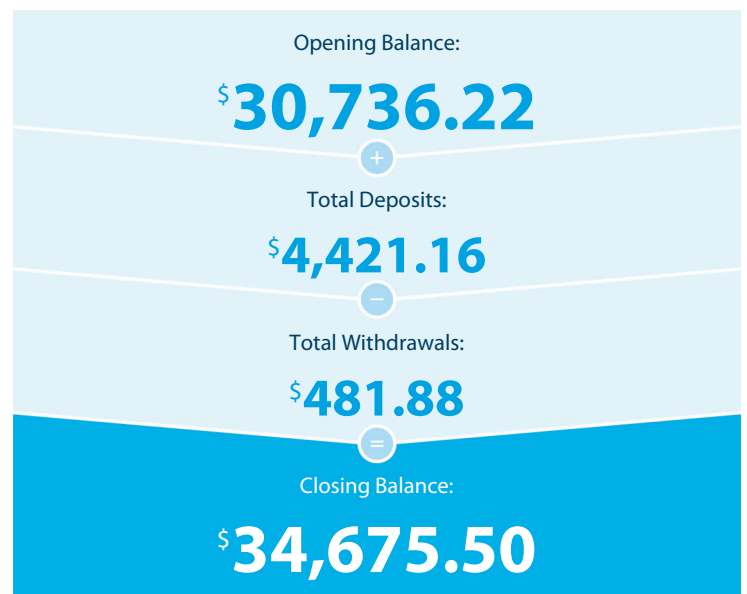 Opening Balance:
$30,736.22
+
Total Deposits:
$4,421.16
−
Total Withdrawals:
$481.88
=
Closing Balance:
$34,675.50